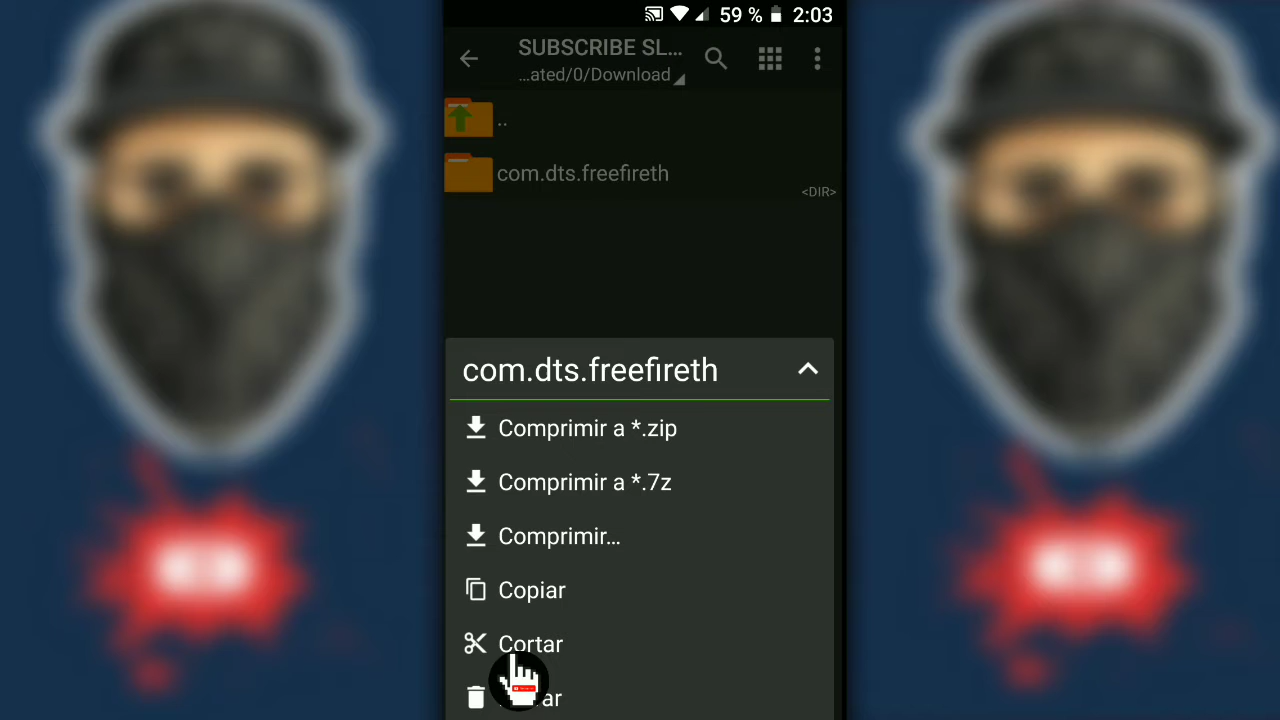 59 % 2:03
SUBSCRIBE SL...
...ated/0/Download
..
com.dts.freefireth
<DIR>
com.dts.freefireth
Comprimir a *.zip
Comprimir a *.7z
Comprimir...
Copiar
Cortar